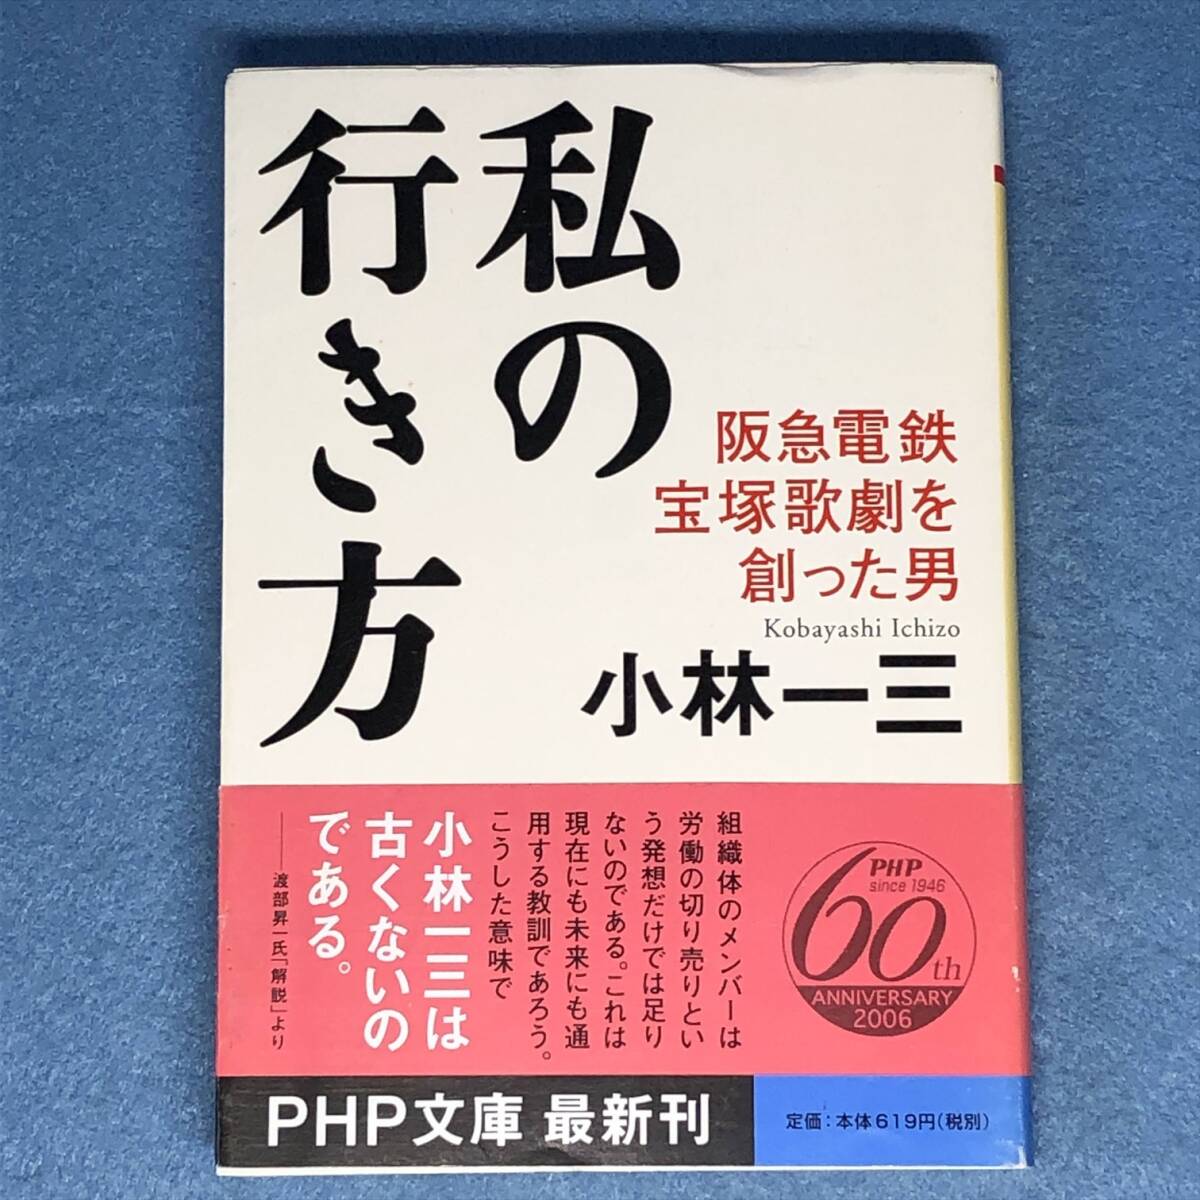 私の
行き方
阪急電鉄
宝塚歌劇を
創った男
Kobayashi Ichizo
小林一三
組織体のメンバーは
労働の切り売りとい
う発想だけでは足り
ないのである。これは
現在にも未来にも通
用する教訓であろう。
こうした意味で
小林一三は
古くないの
である。
――渡部昇一氏「解説」より
PHP
since 1946
60th
ANNIVERSARY
2006
PHP文庫 最新刊
定価:本体619円(税別)